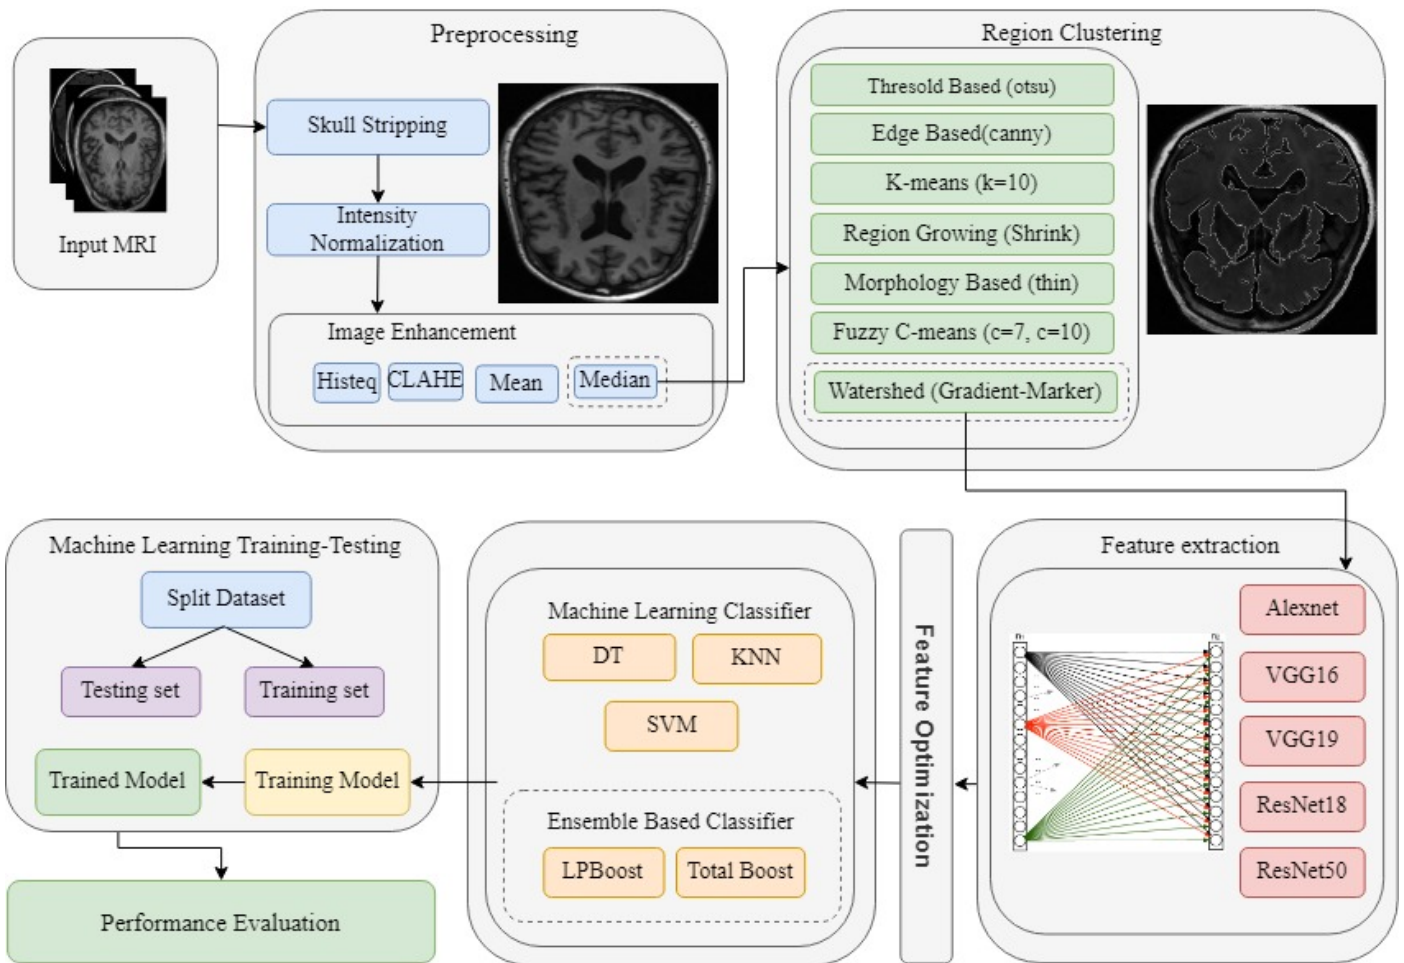 Input MRI
Preprocessing
Skull Stripping
Intensity
Normalization
Image Enhancement
Histeq
CLAHE
Mean
Median
Region Clustering
Thresold Based (otsu)
Edge Based(canny)
K-means (k=10)
Region Growing (Shrink)
Morphology Based (thin)
Fuzzy C-means (c=7, c=10)
Watershed (Gradient-Marker)
Feature extraction
Alexnet
VGG16
VGG19
ResNet18
ResNet50
Feature Optimization
Machine Learning Classifier
DT
KNN
SVM
Ensemble Based Classifier
LPBoost
Total Boost
Machine Learning Training-Testing
Split Dataset
Testing set
Training set
Trained Model
Training Model
Performance Evaluation